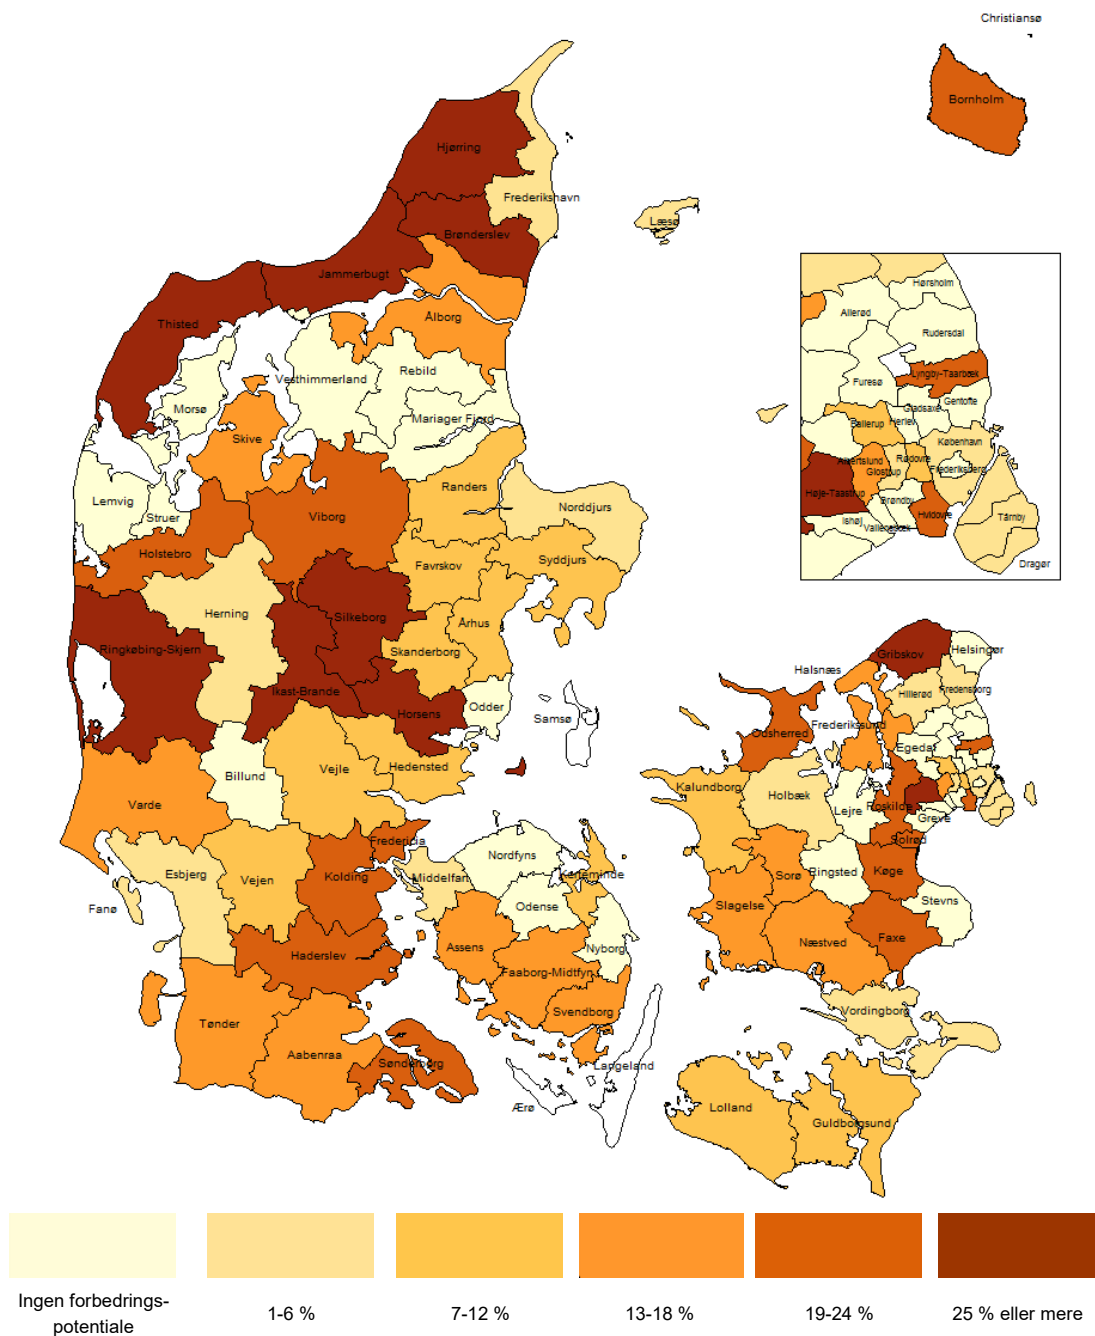 Christiansø
Bornholm
Hjørring
Frederikshavn
Læsø
Brønderslev
Jammerbugt
Thisted
Ålborg
Vesthimmerland
Rebild
Morsø
Mariager Fjord
Skive
Lemvig
Struer
Randers
Norddjurs
Viborg
Holstebro
Favrskov
Syddjurs
Herning
Silkeborg
Århus
Ringkøbing-Skjern
Skanderborg
Ikast-Brande
Horsens
Odder
Samsø
Billund
Vejle
Hedensted
Varde
Fredericia
Esbjerg
Vejen
Kolding
Middelfart
Nordfyns
Kerteminde
Fanø
Odense
Assens
Nyborg
Haderslev
Faaborg-Midtfyn
Svendborg
Tønder
Aabenraa
Sønderborg
Langeland
Ærø
Hørsholm
Allerød
Rudersdal
Lyngby-Taarbæk
Furesø
Gentofte
Gladsaxe
Ballerup
Herlev
København
Albertslund
Rødovre
Glostrup
Frederiksberg
Høje-Taastrup
Brøndby
Hvidovre
Ishøj
Vallensbæk
Tårnby
Dragør
Gribskov
Helsingør
Halsnæs
Hillerød
Fredensborg
Frederikssund
Odsherred
Egedal
Kalundborg
Holbæk
Lejre
Roskilde
Greve
Solrød
Sorø
Ringsted
Køge
Slagelse
Stevns
Næstved
Faxe
Vordingborg
Lolland
Guldborgsund
Ingen forbedrings-
potentiale
1-6 %
7-12 %
13-18 %
19-24 %
25 % eller mere